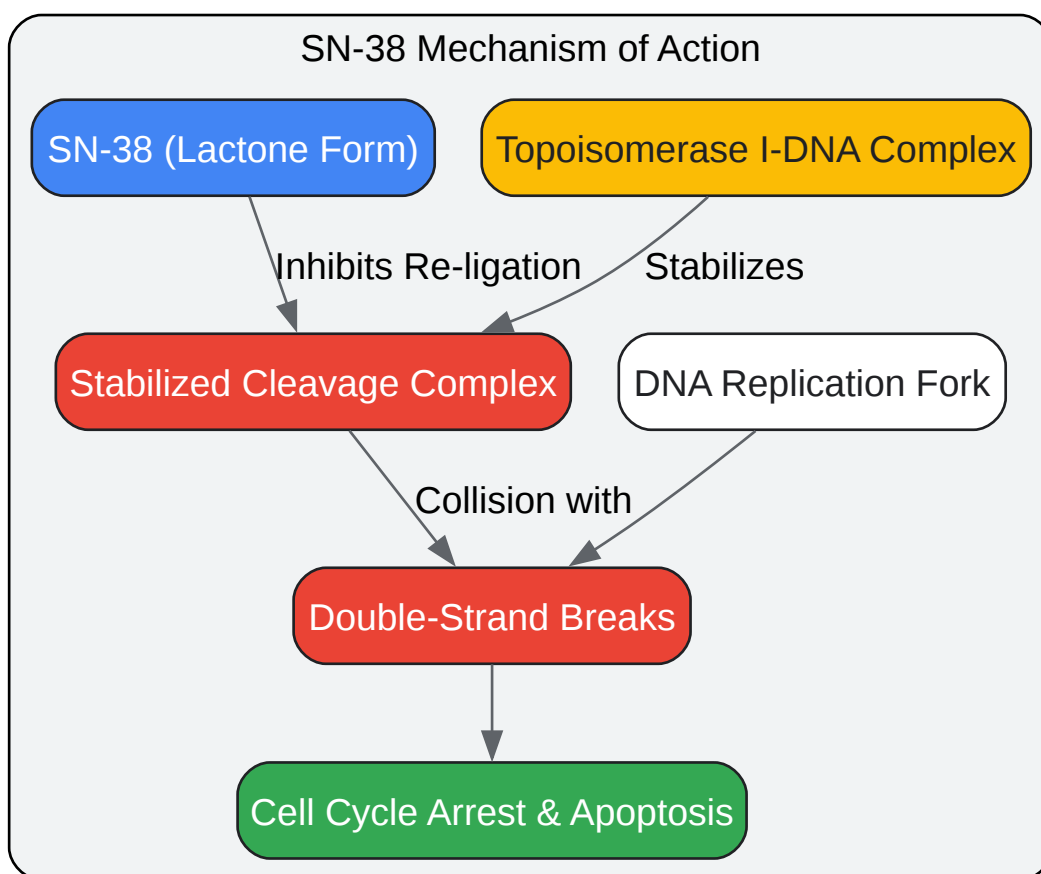 SN-38 Mechanism of Action
SN-38 (Lactone Form)
Topoisomerase I-DNA Complex
Inhibits Re-ligation
Stabilizes
Stabilized Cleavage Complex
DNA Replication Fork
Collision with
Double-Strand Breaks
Cell Cycle Arrest & Apoptosis